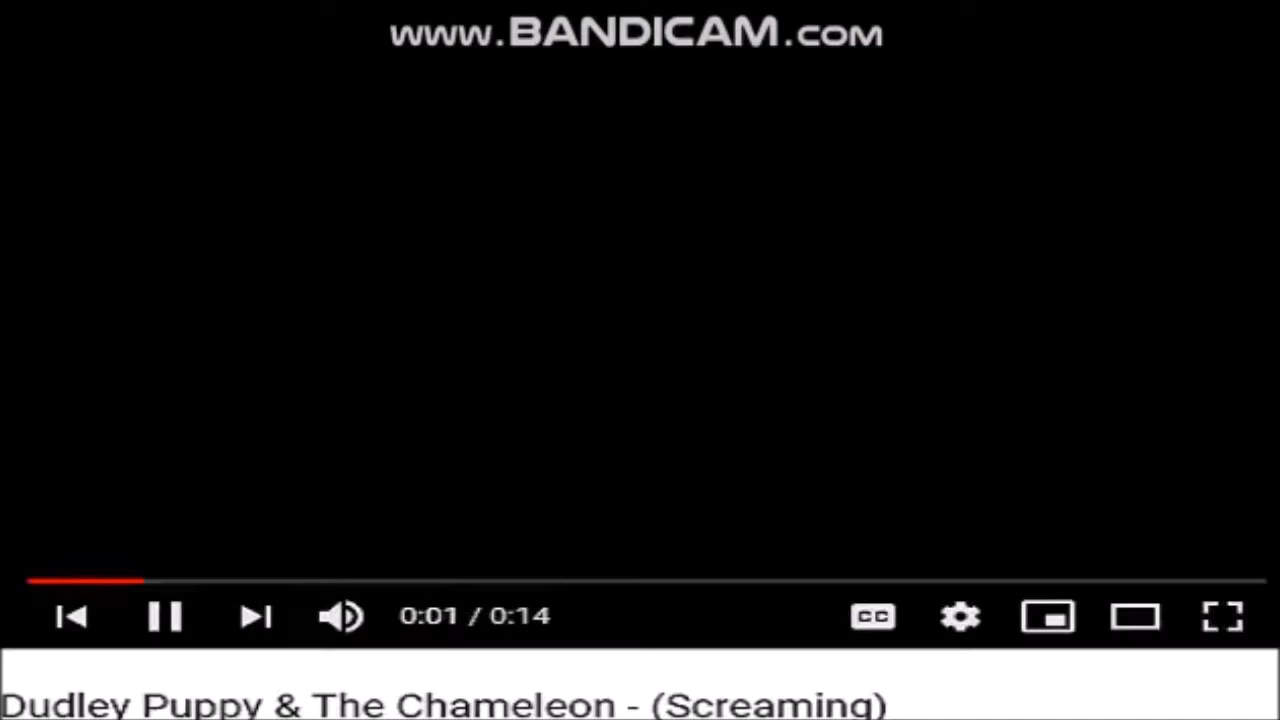 www.BANDICAM.com
0:01 / 0:14
CC
Dudley Puppy & The Chameleon - (Screaming)